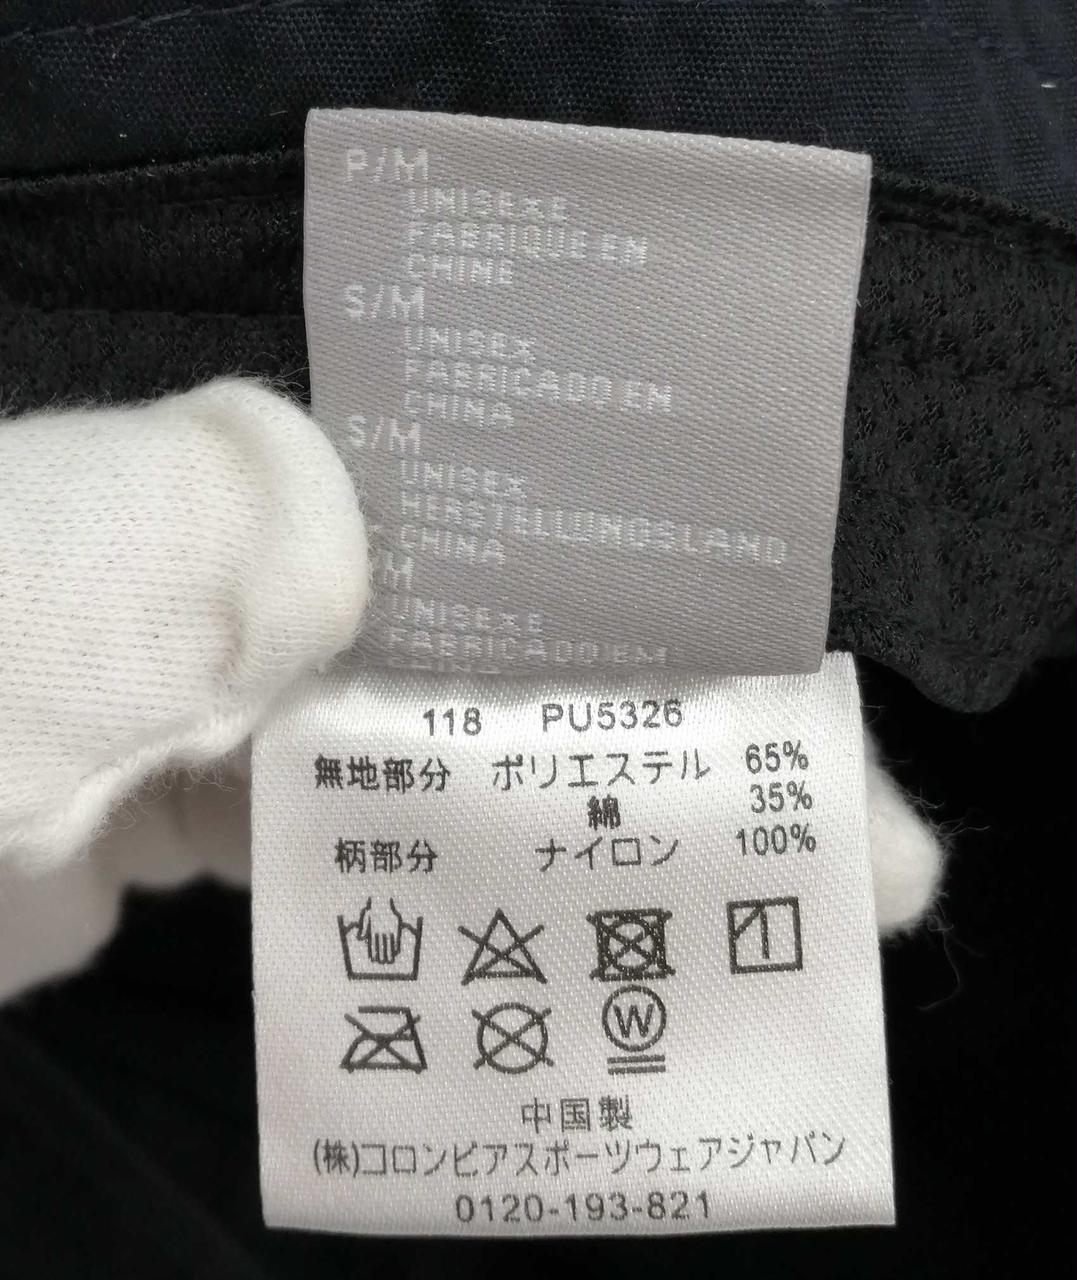 P/M
UNISEXE
FABRIQUE EN
CHINE
S/M
UNISEX
FABRICADO EN
CHINA
S/M
UNISEX
HERSTELLUNGSLAND
CHINA
/M
UNISEXE
FABRICADO EM
CHINA
118 PU5326
無地部分 ポリエステル 65%
綿 35%
柄部分 ナイロン 100%
W
中国製
(株)コロンビアスポーツウェアジャパン
0120-193-821